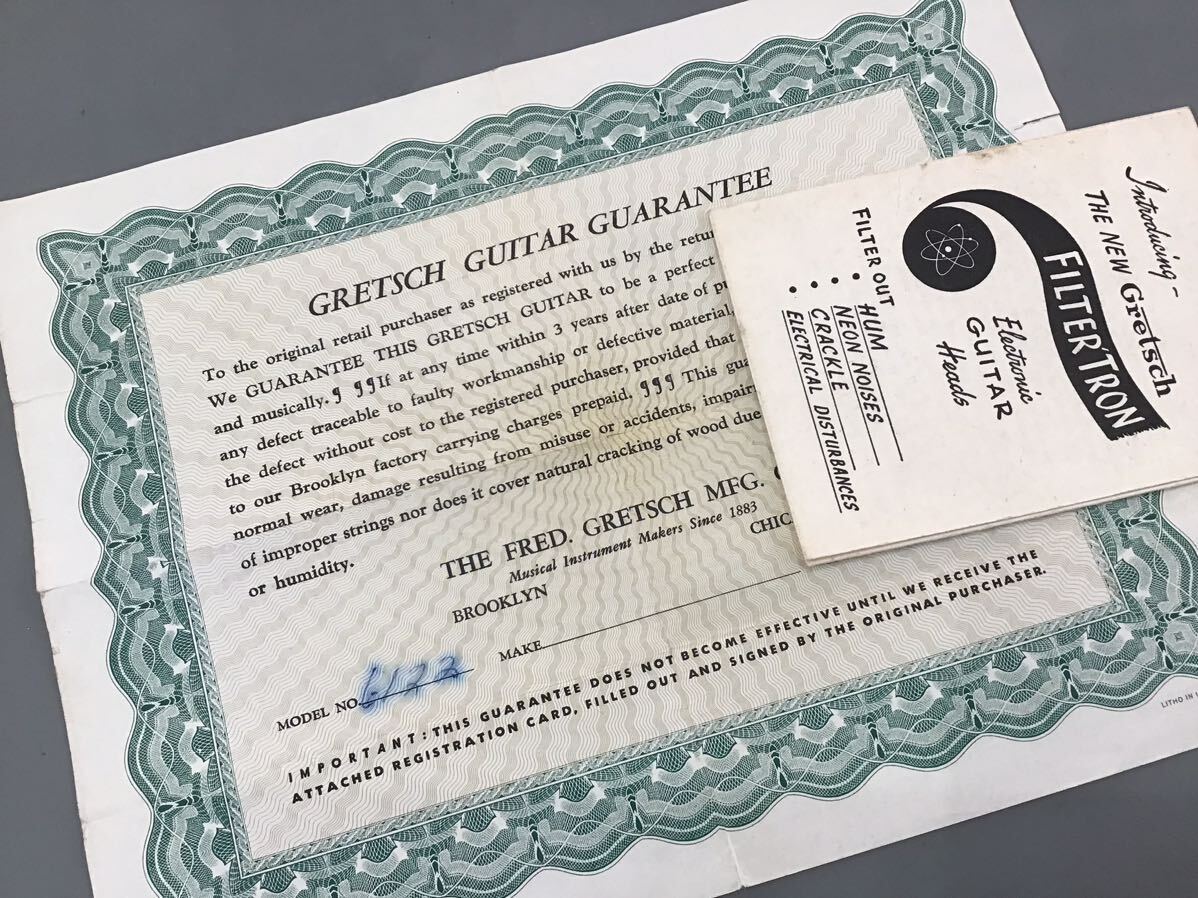 GRETSCH GUITAR GUARANTEE
To the original retail purchaser as registered with us by the
We GUARANTEE THIS GRETSCH GUITAR to be a perfect
and musically. ¶ ¶¶If at any time within 3 years after date of
any defect traceable to faulty workmanship or defective material,
the defect without cost to the registered purchaser, provided that
to our Brooklyn factory carrying charges prepaid. ¶¶¶ This
normal wear, damage resulting from misuse or accidents,
of improper strings nor does it cover natural cracking of wood due
or humidity.
THE FRED. GRETSCH MFG.
Musical Instrument Makers Since 1883
BROOKLYN
MAKE
MODEL NO.
IMPORTANT: THIS GUARANTEE DOES NOT BECOME EFFECTIVE UNTIL WE RECEIVE THE
ATTACHED REGISTRATION CARD, FILLED OUT AND SIGNED BY THE ORIGINAL PURCHASER.
LITHO IN
Introducing -
THE NEW Gretsch
FILTER'TRON
Electronic
GUITAR
Heads
FILTER OUT
• HUM
• NEON NOISES
• CRACKLE
• ELECTRICAL DISTURBANCES